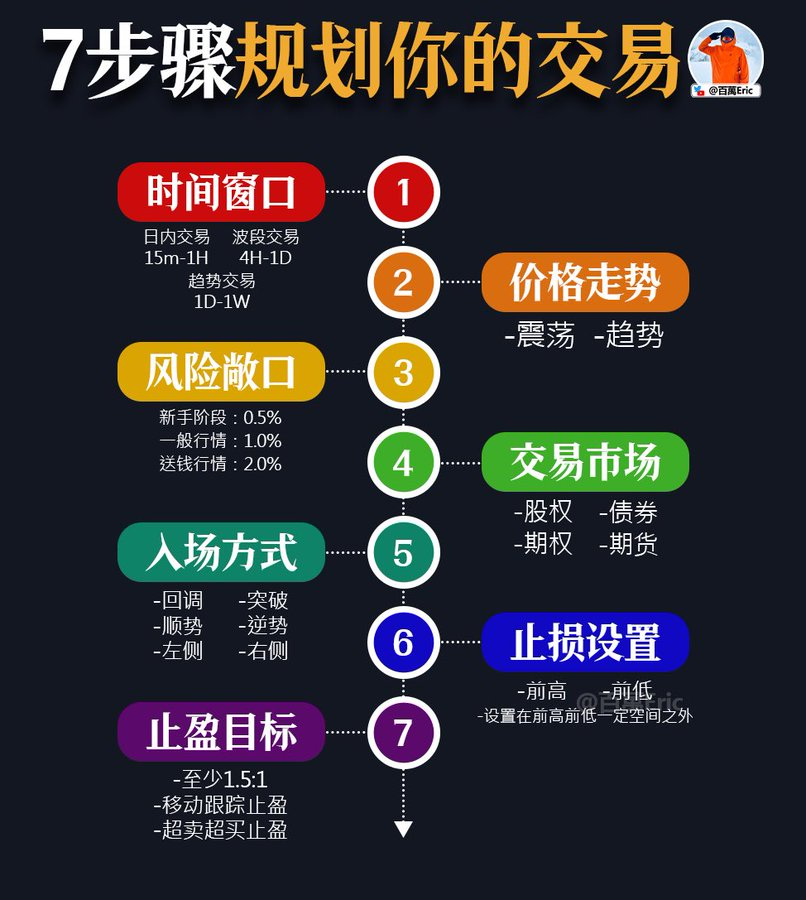 7步骤规划你的交易
@百萬Eric
时间窗口
1
日内交易 波段交易
15m-1H 4H-1D
趋势交易
1D-1W
2
价格走势
-震荡 -趋势
风险敞口
3
新手阶段：0.5%
一般行情：1.0%
送钱行情：2.0%
4
交易市场
-股权 -债券
-期权 -期货
入场方式
5
-回调 -突破
-顺势 -逆势
-左侧 -右侧
6
止损设置
-前高 -前低
@百萬Eric
-设置在前高前低一定空间之外
止盈目标
7
-至少1.5:1
-移动跟踪止盈
-超卖超买止盈